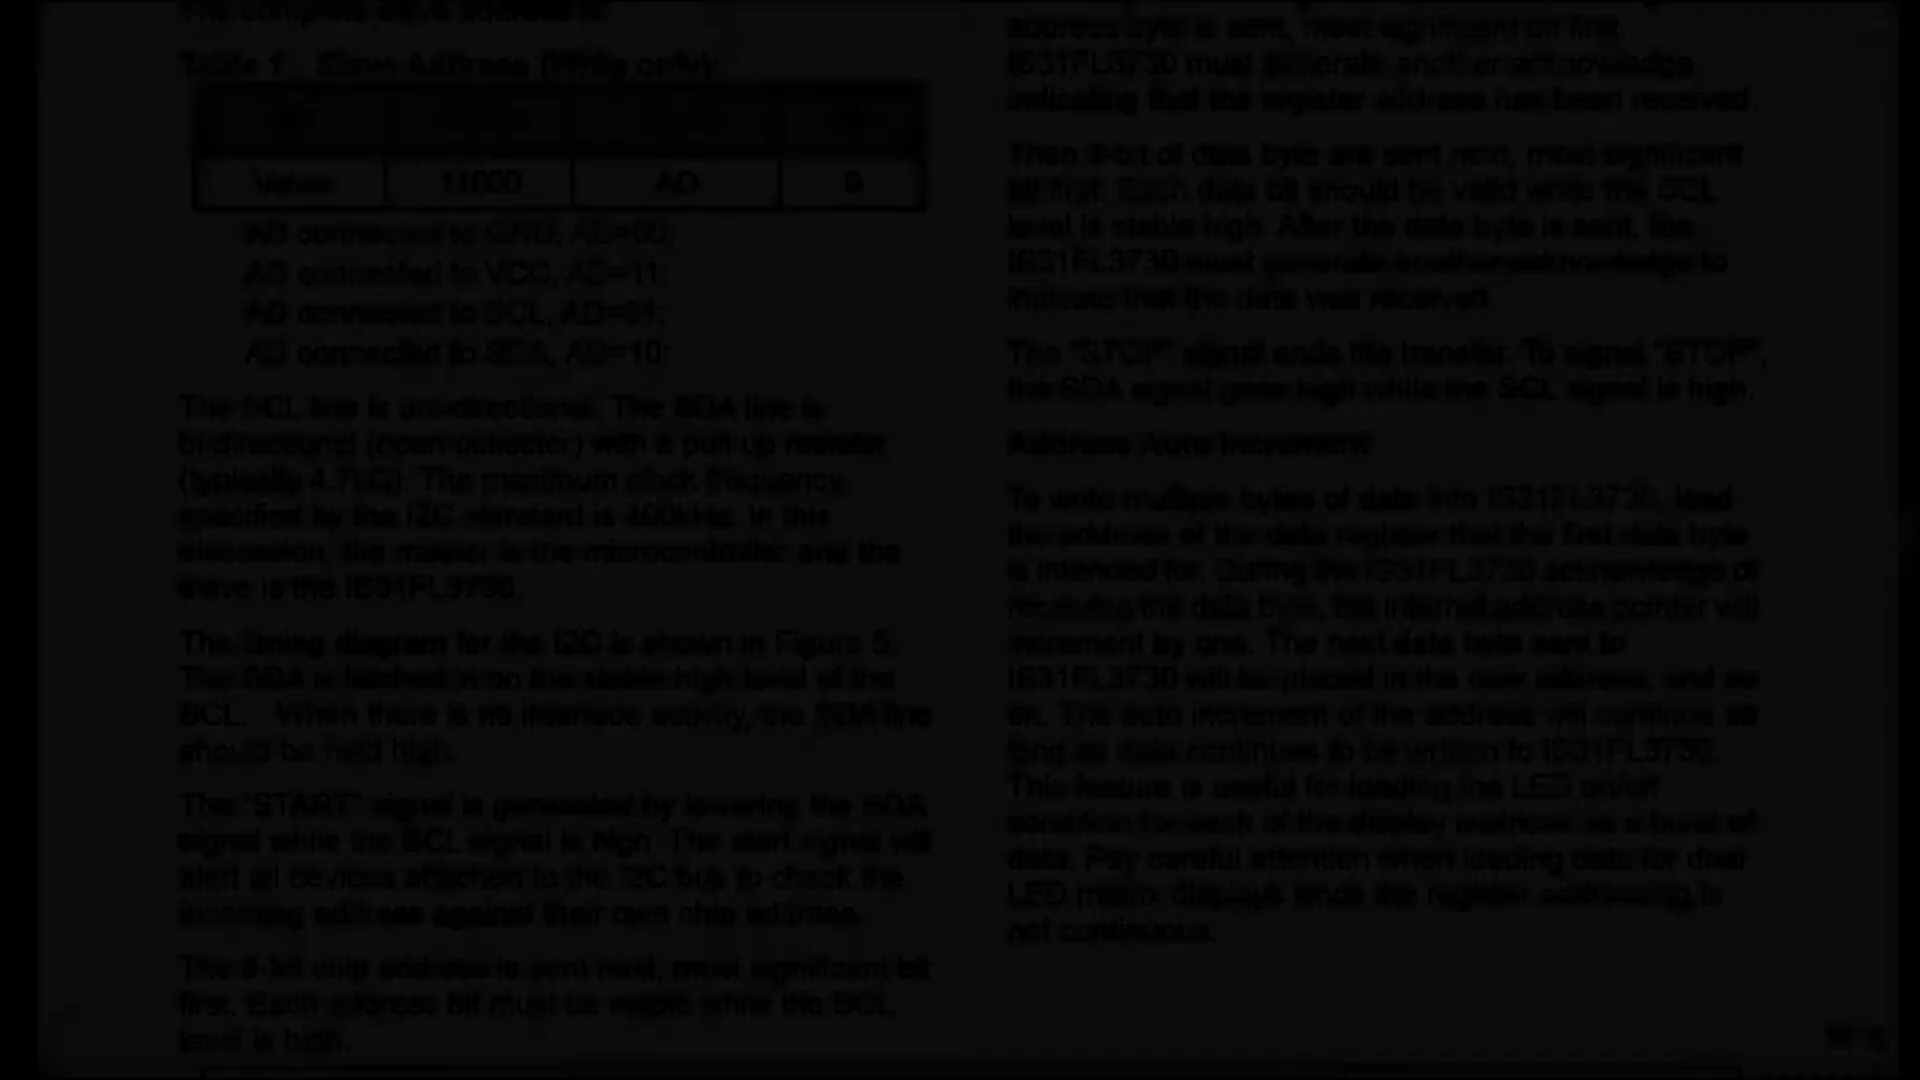 The complete slave address is:
Table 1 Slave Address (Write only):
Value 11000 AD 0
AD connected to GND, AD=00;
AD connected to VCC, AD=11;
AD connected to SCL, AD=01;
AD connected to SDA, AD=10;
The SCL line is uni-directional. The SDA line is
bi-directional (open-collector) with a pull-up resistor
(typically 4.7kΩ). The maximum clock frequency
specified by the I2C standard is 400kHz. In this
discussion, the master is the microcontroller and the
slave is the IS31FL3730.
The timing diagram for the I2C is shown in Figure 5.
The SDA is latched in on the stable high level of the
SCL. When there is no interface activity, the SDA line
should be held high.
The "START" signal is generated by lowering the SDA
signal while the SCL signal is high. The start signal will
alert all devices attached to the I2C bus to check the
incoming address against their own chip address.
The 8-bit chip address is sent next, most significant bit
first. Each address bit must be stable while the SCL
level is high.
address byte is sent, most significant bit first.
IS31FL3730 must generate another acknowledge
indicating that the register address has been received.
Then 8-bit of data byte are sent next, most significant
bit first. Each data bit should be valid while the SCL
level is stable high. After the data byte is sent, the
IS31FL3730 must generate another acknowledge to
indicate that the data was received.
The "STOP" signal ends the transfer. To signal "STOP",
the SDA signal goes high while the SCL signal is high.
Address Auto Increment
To write multiple bytes of data into IS31FL3730, load
the address of the data register that the first data byte
is intended for. During the IS31FL3730 acknowledge of
receiving the data byte, the internal address pointer will
increment by one. The next data byte sent to
IS31FL3730 will be placed in the new address, and so
on. The auto increment of the address will continue as
long as data continues to be written to IS31FL3730.
This feature is useful for loading the LED on/off
condition for each of the display matrices as a burst of
data. Pay careful attention when loading data for dual
LED matrix displays since the register addressing is
not continuous.